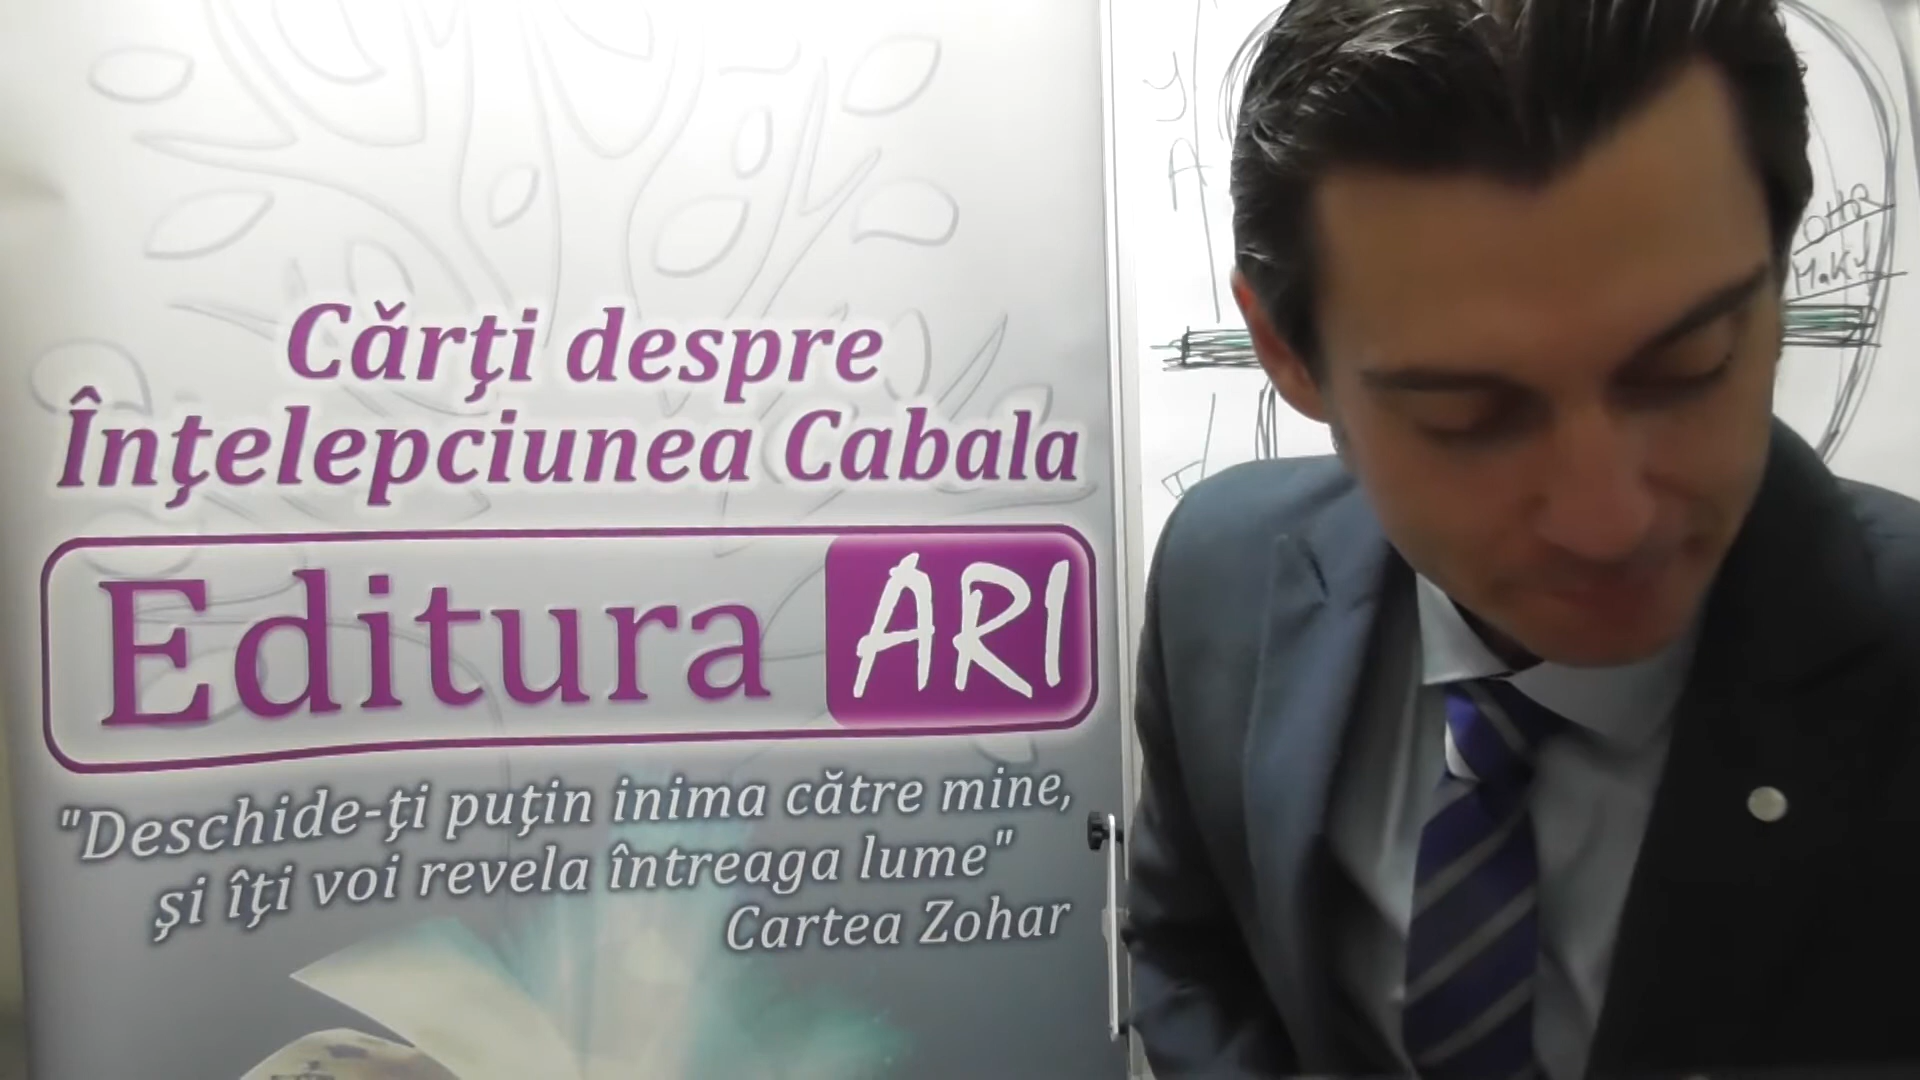 Cărţi despre
Înţelepciunea Cabala
Editura ARI
"Deschide-ţi puţin inima către mine,
şi îţi voi revela întreaga lume"
Cartea Zohar